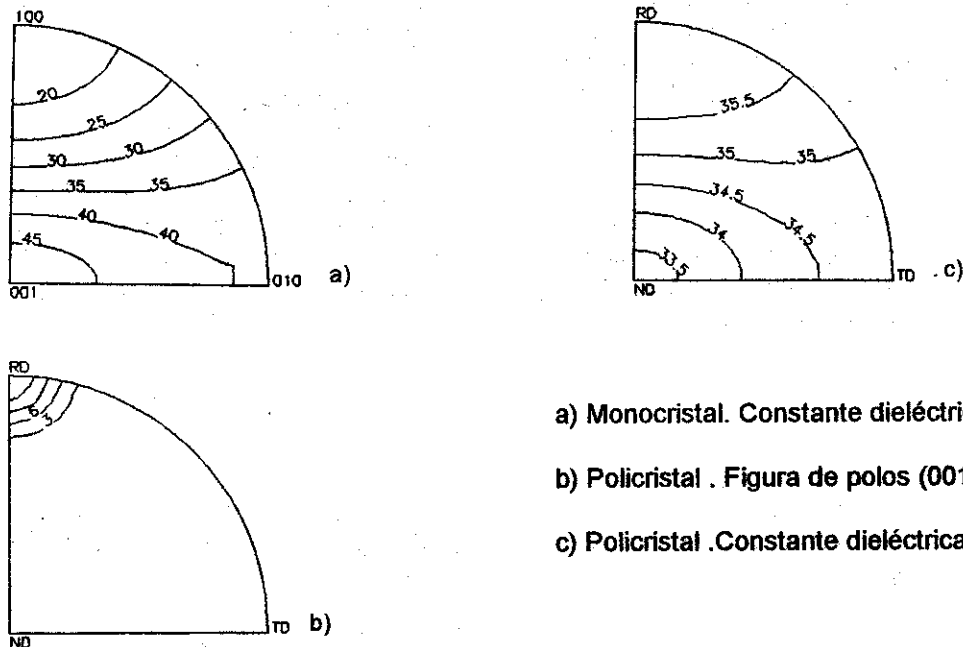 100
20
25
30
30
35
35
40
40
45
001
010
a)
RD
35.5
35
35
34.5
34.5
34
33.5
ND
TD
.c)
RD
6
3
ND
TD
b)
a) Monocristal. Constante dieléctri
b) Policristal . Figura de polos (001
c) Policristal .Constante dieléctrica